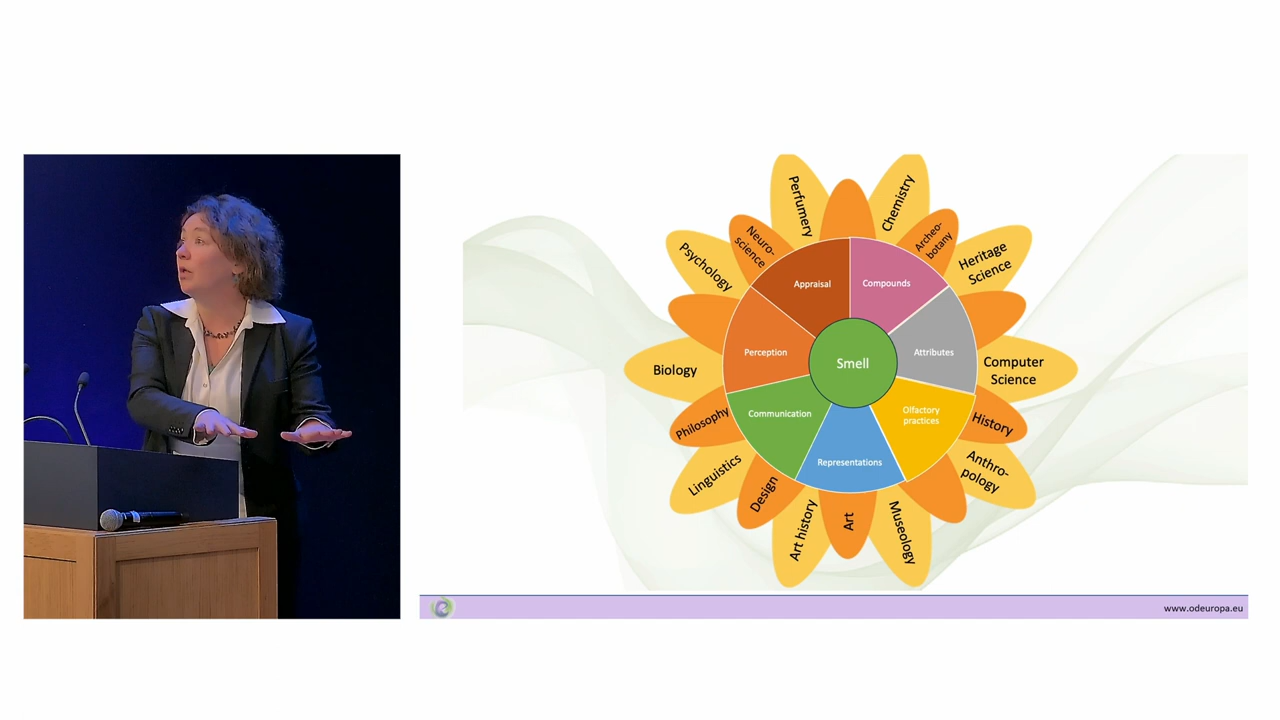 Perfumery
Chemistry
Neuro-
science
Archeo-
botany
Psychology
Heritage
Science
Appraisal
Compounds
Perception
Attributes
Smell
Biology
Computer
Science
Communication
Olfactory
practices
Philosophy
History
Representations
Linguistics
Anthro-
pology
Design
Art history
Art
Museology
www.odeuropa.eu